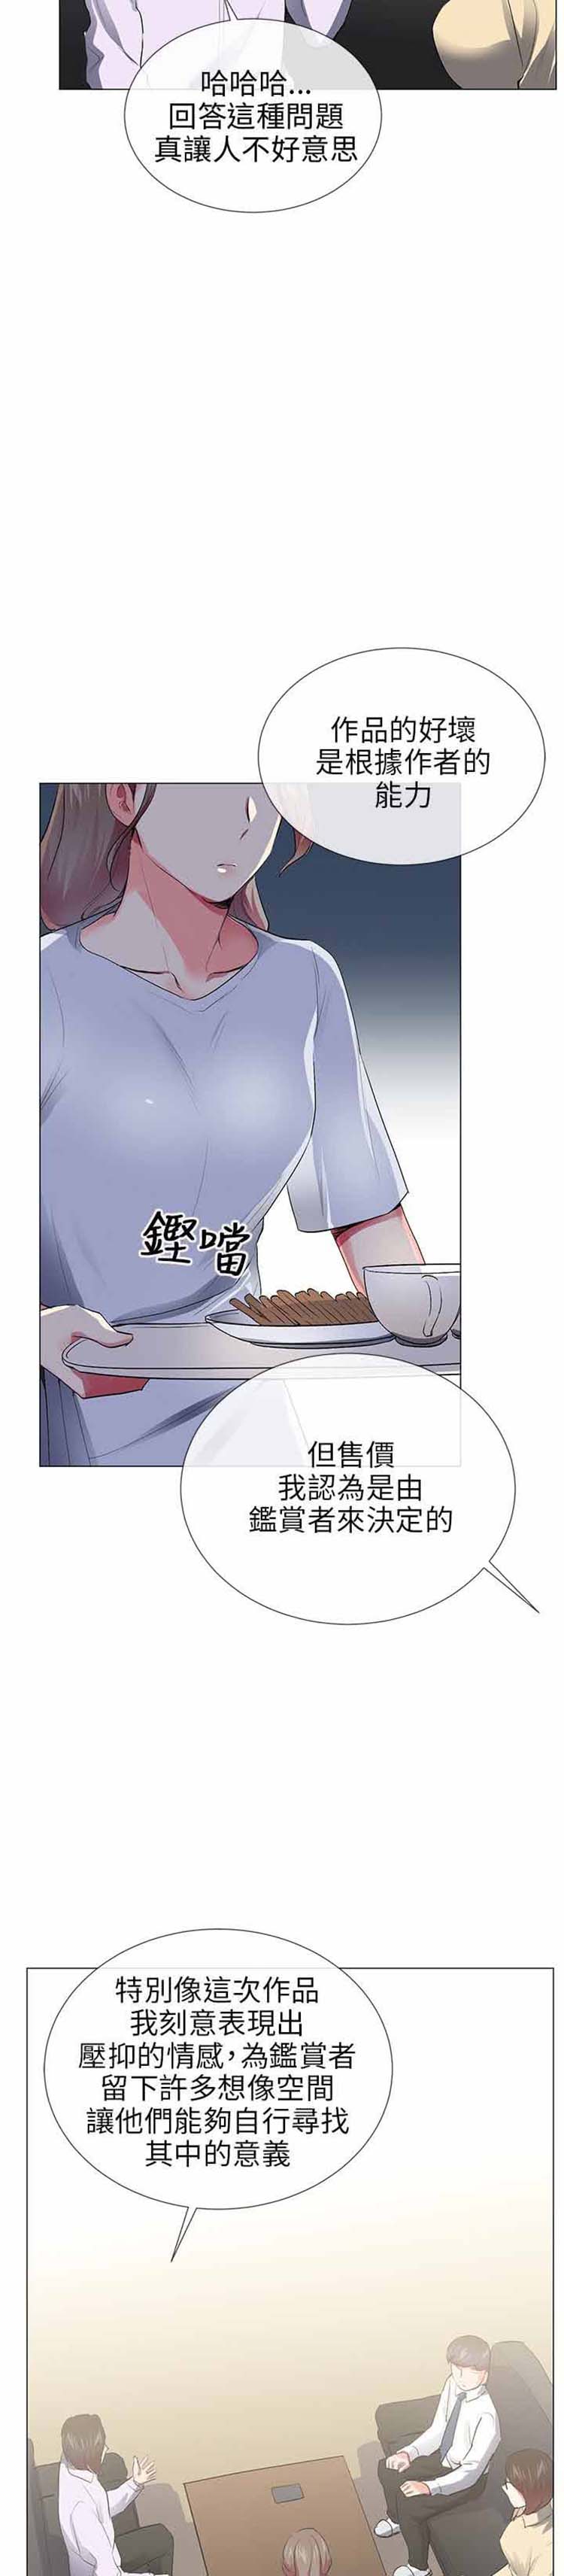 哈哈哈...
回答這種問題
真讓人不好意思
作品的好壞
是根據作者的
能力
鏗噹
但售價
我認為是由
鑑賞者來決定的
特別像這次作品
我刻意表現出
壓抑的情感，為鑑賞者
留下許多想像空間
讓他們能夠自行尋找
其中的意義